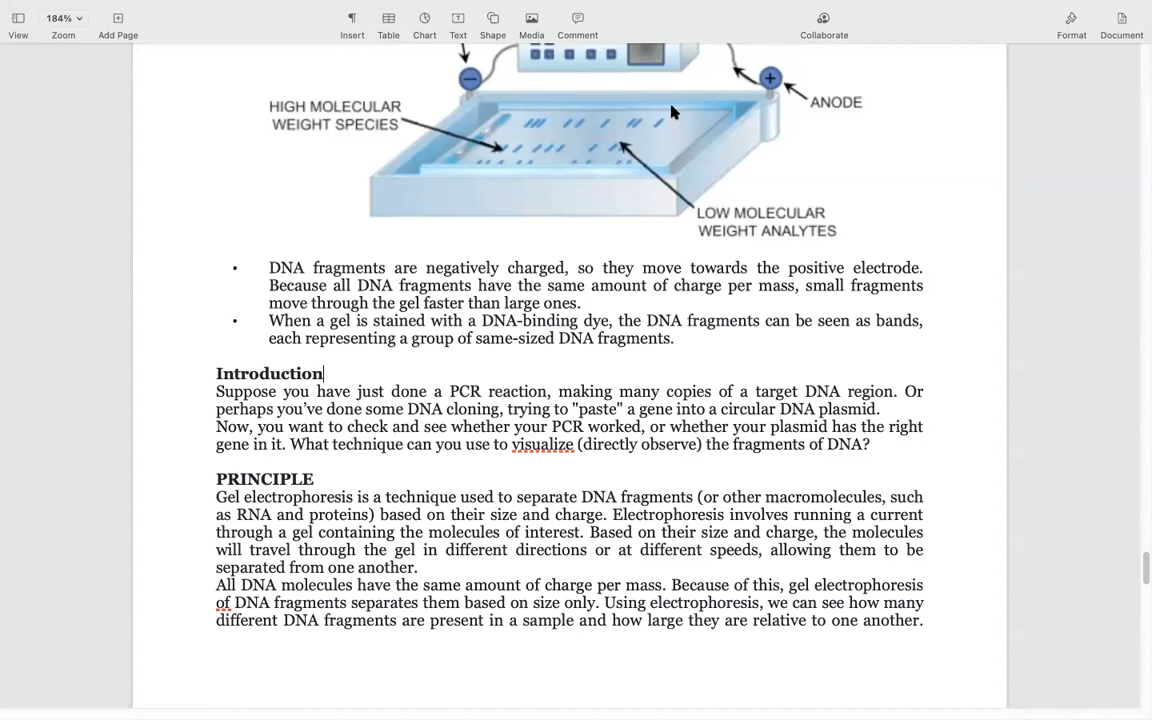 184%
View
Zoom
Add Page
Insert
Table
Chart
Text
Shape
Media
Comment
Collaborate
Format
Document
−
+
ANODE
HIGH MOLECULAR
WEIGHT SPECIES
LOW MOLECULAR
WEIGHT ANALYTES
• DNA fragments are negatively charged, so they move towards the positive electrode.
Because all DNA fragments have the same amount of charge per mass, small fragments
move through the gel faster than large ones.
• When a gel is stained with a DNA-binding dye, the DNA fragments can be seen as bands,
each representing a group of same-sized DNA fragments.
Introduction
Suppose you have just done a PCR reaction, making many copies of a target DNA region. Or
perhaps you’ve done some DNA cloning, trying to "paste" a gene into a circular DNA plasmid.
Now, you want to check and see whether your PCR worked, or whether your plasmid has the right
gene in it. What technique can you use to visualize (directly observe) the fragments of DNA?
PRINCIPLE
Gel electrophoresis is a technique used to separate DNA fragments (or other macromolecules, such
as RNA and proteins) based on their size and charge. Electrophoresis involves running a current
through a gel containing the molecules of interest. Based on their size and charge, the molecules
will travel through the gel in different directions or at different speeds, allowing them to be
separated from one another.
All DNA molecules have the same amount of charge per mass. Because of this, gel electrophoresis
of DNA fragments separates them based on size only. Using electrophoresis, we can see how many
different DNA fragments are present in a sample and how large they are relative to one another.